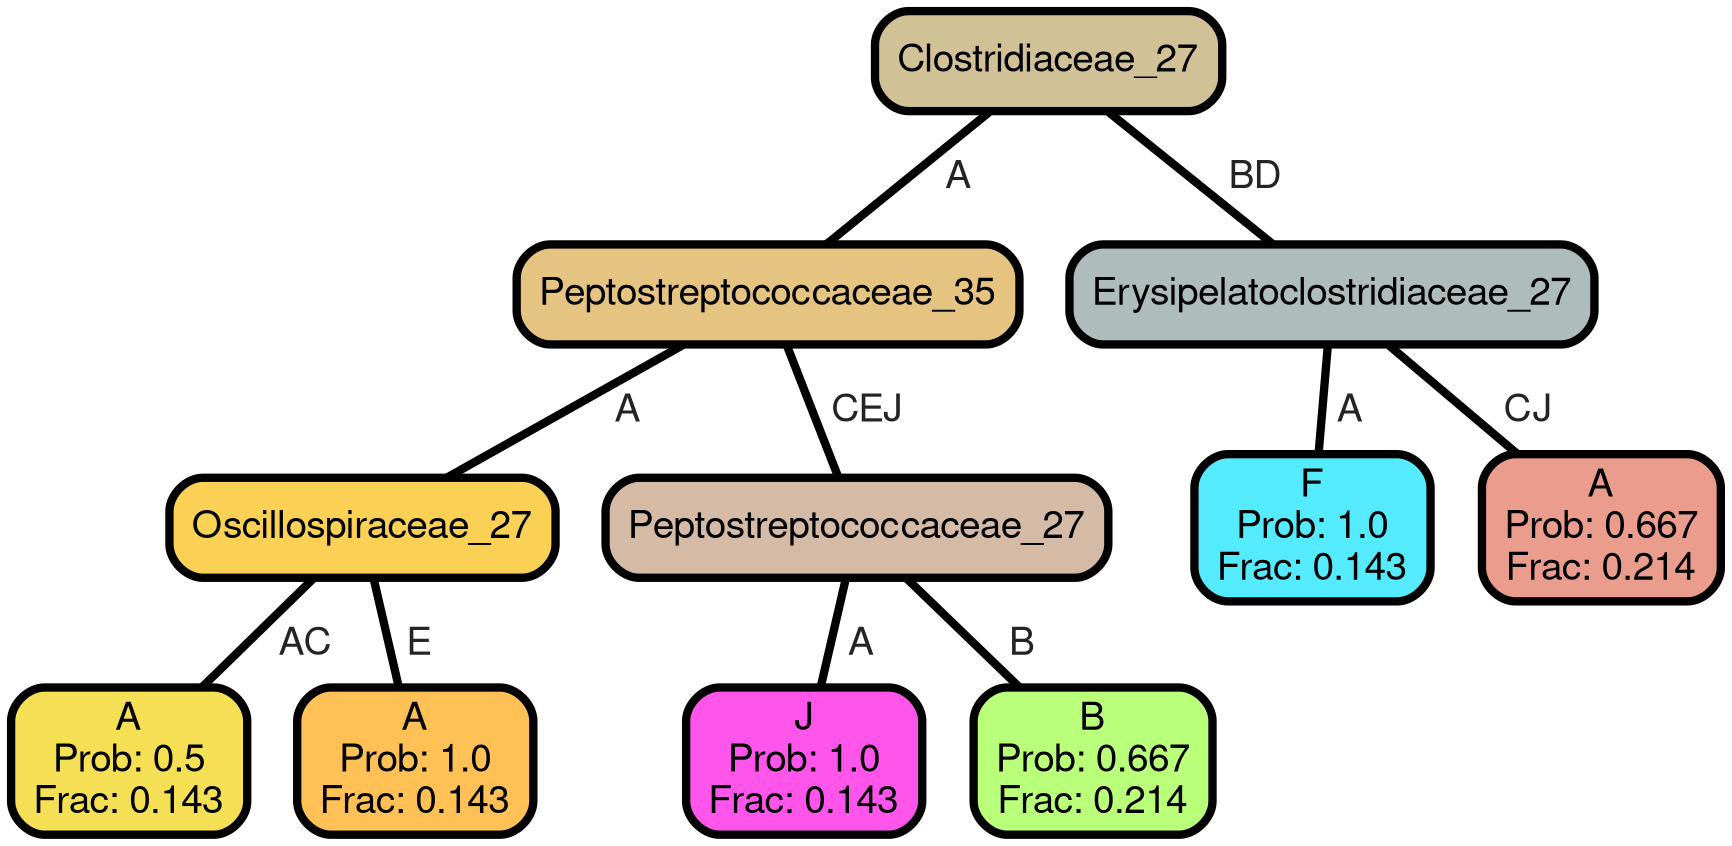 Clostridiaceae_27
A
BD
Peptostreptococcaceae_35
Erysipelatoclostridiaceae_27
A
CEJ
A
CJ
Oscillospiraceae_27
Peptostreptococcaceae_27
F
Prob: 1.0
Frac: 0.143
A
Prob: 0.667
Frac: 0.214
AC
E
A
B
A
Prob: 0.5
Frac: 0.143
A
Prob: 1.0
Frac: 0.143
J
Prob: 1.0
Frac: 0.143
B
Prob: 0.667
Frac: 0.214